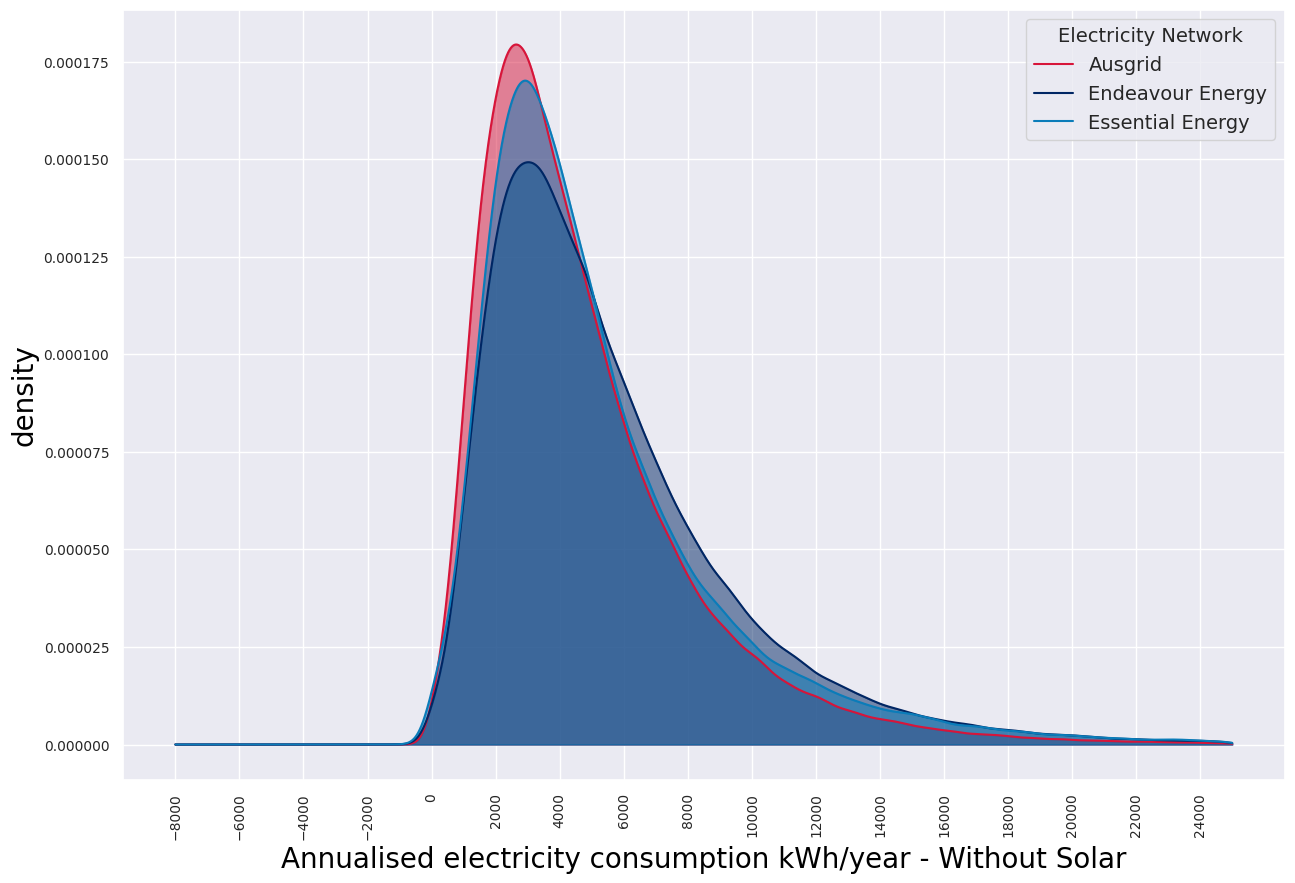 Electricity Network
Ausgrid
Endeavour Energy
Essential Energy
density
0.000175
0.000150
0.000125
0.000100
0.000075
0.000050
0.000025
0.000000
−8000 −6000 −4000 −2000 0 2000 4000 6000 8000 10000 12000 14000 16000 18000 20000 22000 24000
Annualised electricity consumption kWh/year - Without Solar